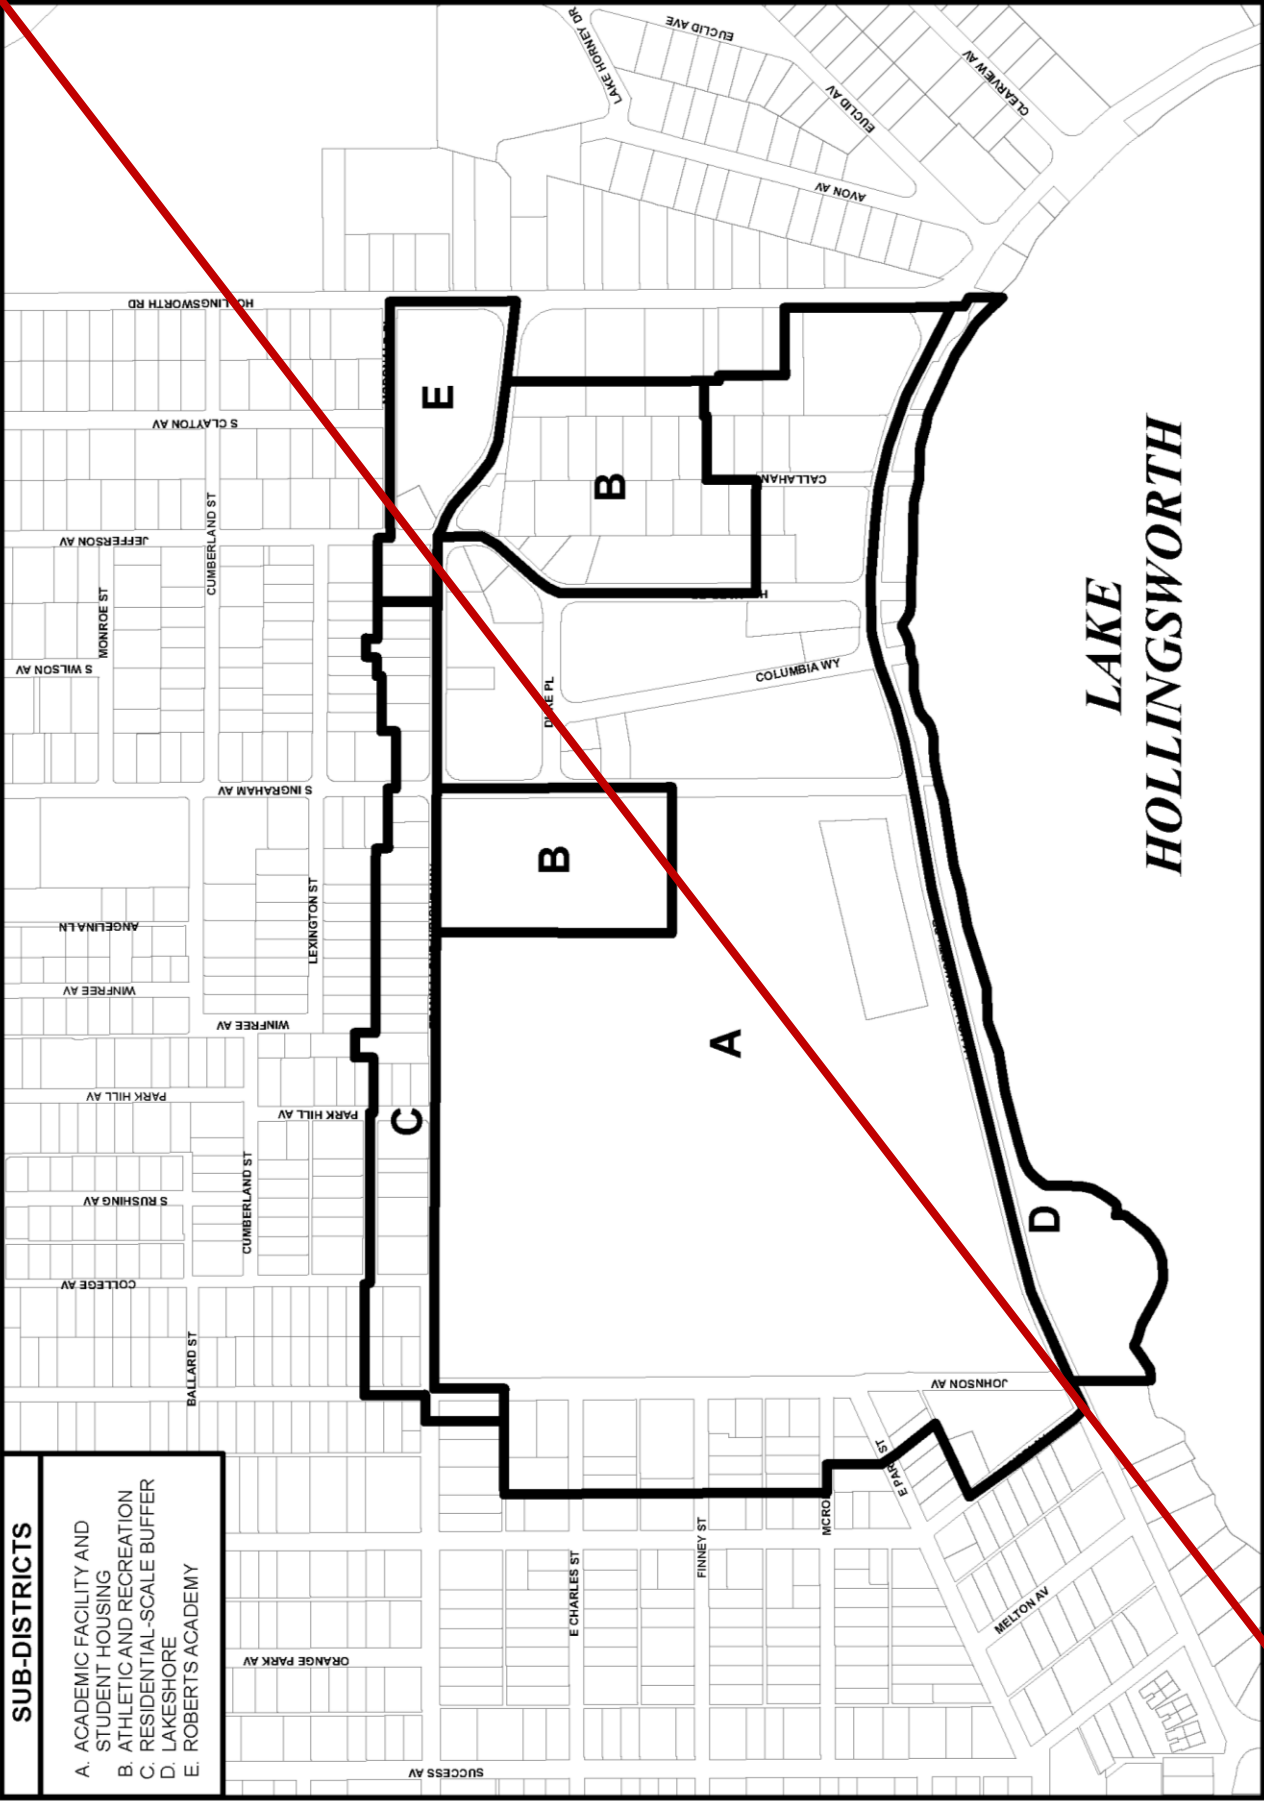 SUB-DISTRICTS
A. ACADEMIC FACILITY AND
STUDENT HOUSING
B. ATHLETIC AND RECREATION
C. RESIDENTIAL-SCALE BUFFER
D. LAKESHORE
E. ROBERTS ACADEMY
SUCCESS AV
ORANGE PARK AV
BALLARD ST
COLLEGE AV
S RUSHING AV
CUMBERLAND ST
PARK HILL AV
PARK HILL AV
WINFREE AV
WINFREE AV
ANGELINA LN
LEXINGTON ST
S INGRAHAM AV
S WILSON AV
MONROE ST
JEFFERSON AV
CUMBERLAND ST
S CLAYTON AV
HOLLINGSWORTH RD
C
E
B
B
A
D
E CHARLES ST
FINNEY ST
MCRO
E PAR ST
MELTON AV
JOHNSON AV
PL
COLUMBIA WY
CALLAHAN
LAKE HORNEY DR
EUCLID AVE
EUCLID AV
CLEARVIEW AV
AVON AV
LAKE
HOLLINGSWORTH